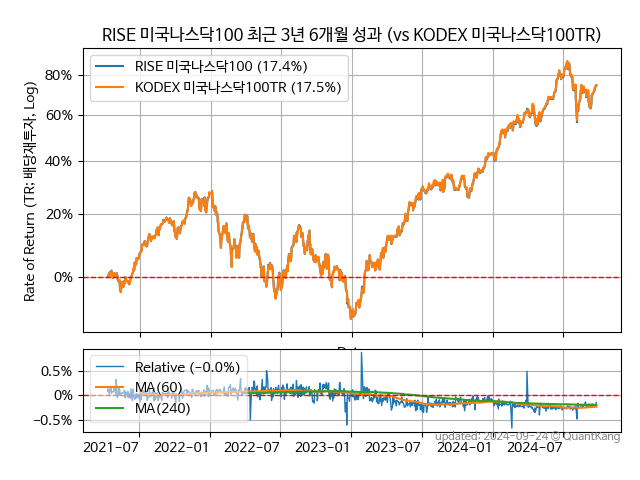 RISE 미국나스닥100 최근 3년 6개월 성과 (vs KODEX 미국나스닥100TR)
RISE 미국나스닥100 (17.4%)
KODEX 미국나스닥100TR (17.5%)
80%
60%
40%
20%
0%
Rate of Return (TR: 배당재투자, Log)
Relative (−0.0%)
MA(60)
MA(240)
0.5%
0%
−0.5%
updated: 2024-09-24 © QuantKang
2021-07 2022-01 2022-07 2023-01 2023-07 2024-01 2024-07